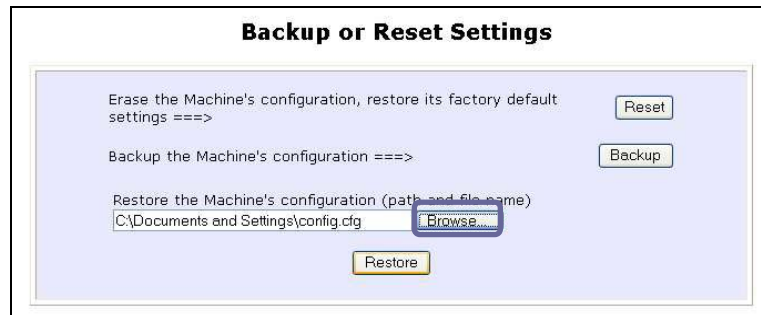 Backup or Reset Settings
Erase the Machine's configuration, restore its factory default
settings ===>
Reset
Backup the Machine's configuration ===>
Backup
Restore the Machine's configuration (path and file name)
C:\Documents and Settings\config.cfg
Browse...
Restore